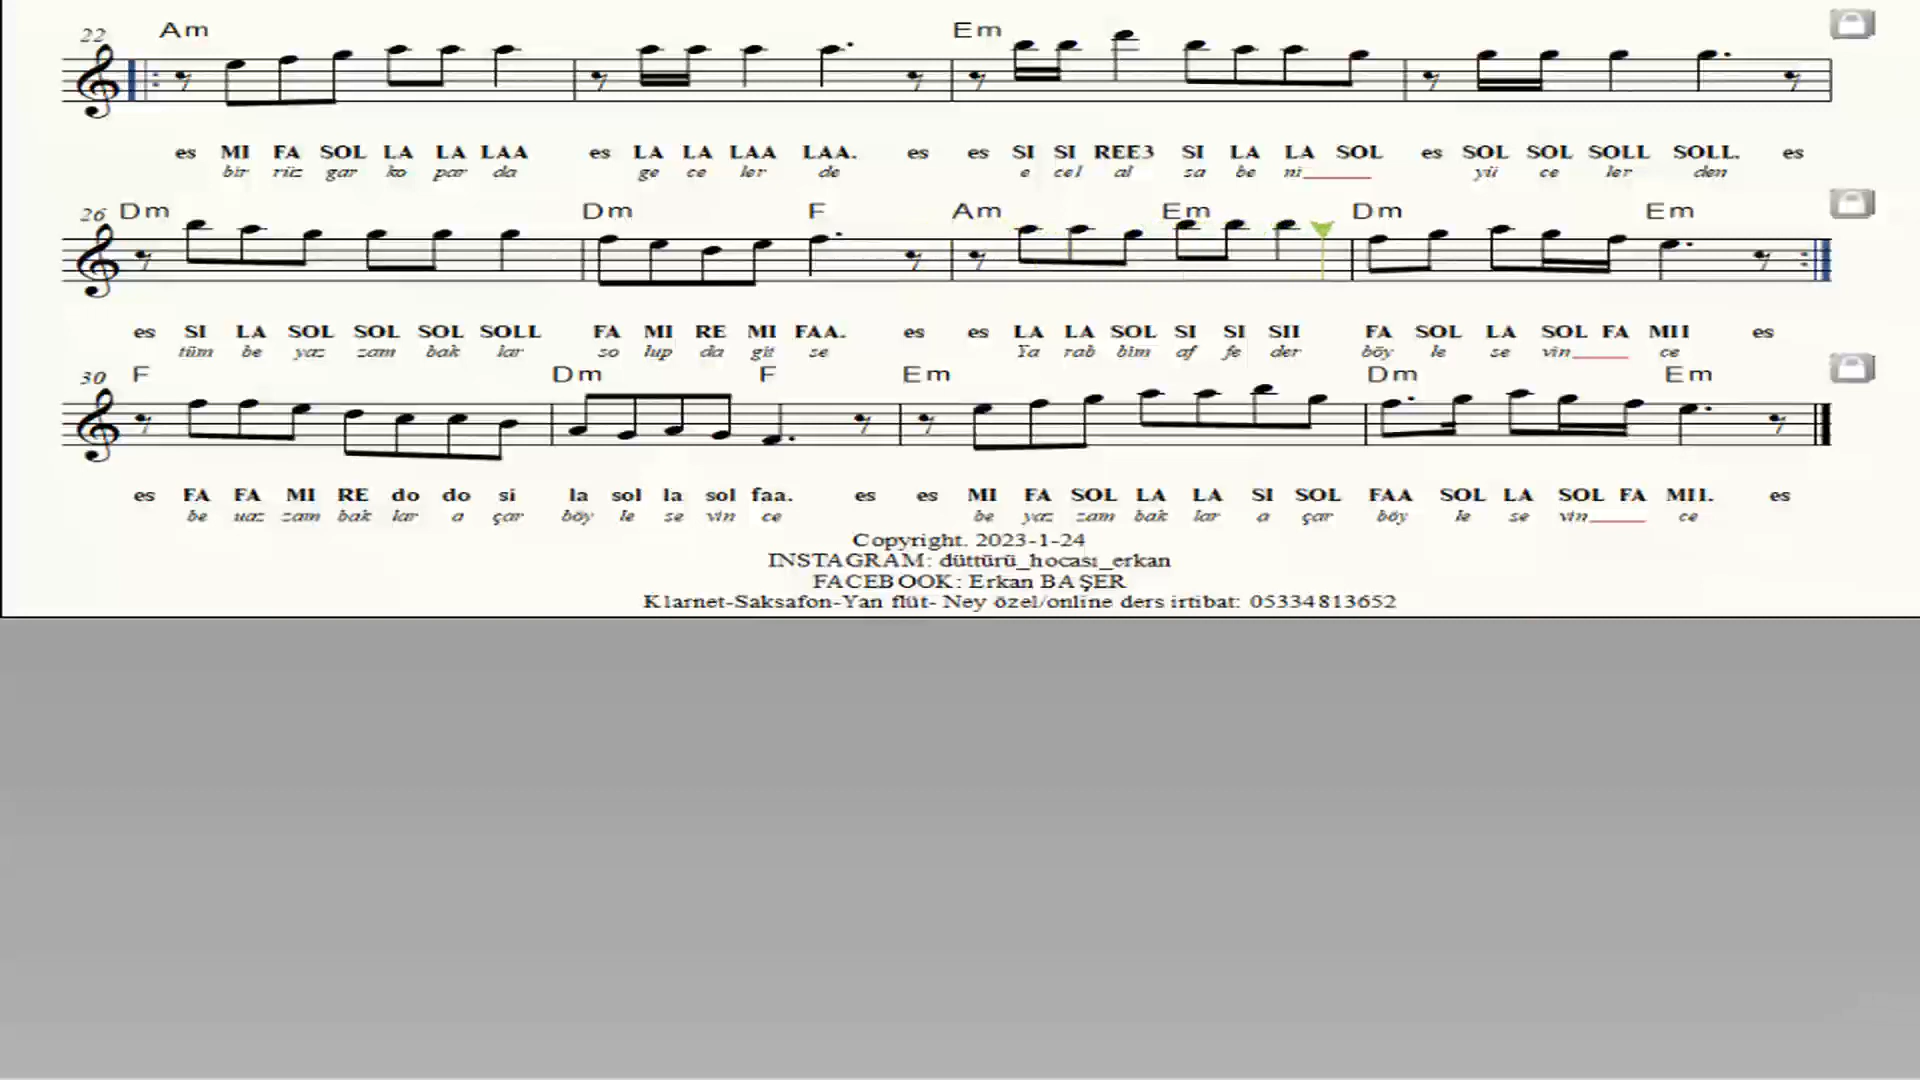 22 Am Em
es MI FA SOL LA LA LAA es LA LA LAA LAA. es es SI SI REE3 SI LA LA SOL es SOL SOL SOLL SOLL. es
bir rüz gar ko par da ge ce ler de e cel al sa be ni______ yü ce ler den
26 Dm Dm F Am Em Dm Em
es SI LA SOL SOL SOL SOLL FA MI RE MI FAA. es es LA LA SOL SI SI SII FA SOL LA SOL FA MII es
tüm be yaz zam bak lar so lup da git se Ya rab bim af fe der böy le se vin_____ ce
30 F Dm F Em Dm Em
es FA FA MI RE do do si la sol la sol faa. es es MI FA SOL LA LA SI SOL FAA SOL LA SOL FA MII. es
be uaz zam bak lar a çar böy le se vin ce be yaz zam bak lar a çar böy le se vin_____ ce
Copyright. 2023-1-24
INSTAGRAM: düttürü_hocası_erkan
FACEBOOK: Erkan BAŞER
Klarnet-Saksafon-Yan flüt- Ney özel/online ders irtibat: 05334813652